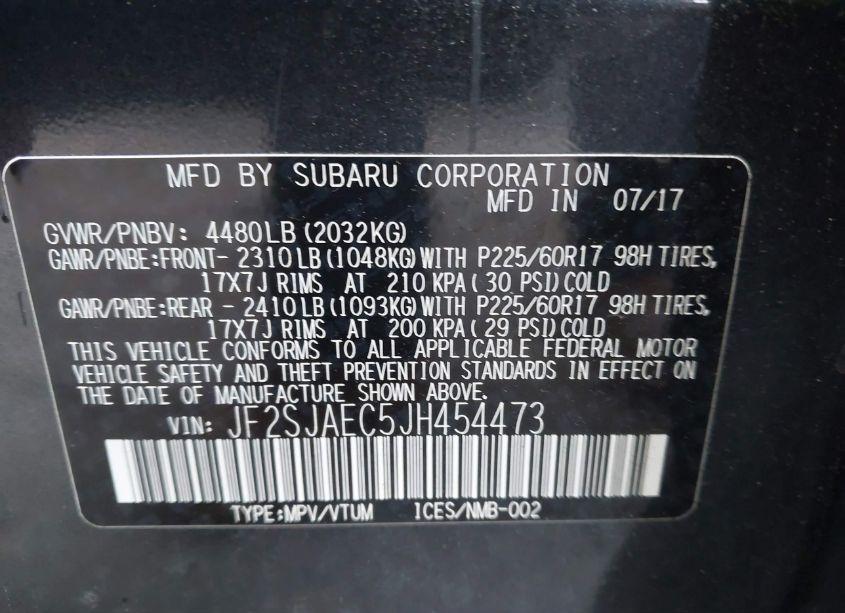 MFD BY SUBARU CORPORATION
MFD IN 07/17
GVWR/PNBV: 4480LB(2032KG)
GAWR/PNBE:FRONT- 2310LB(1048KG)WITH P225/60R17 98H TIRES,
17X7J RIMS AT 210 KPA( 30 PSI)COLD
GAWR/PNBE:REAR - 2410LB(1093KG)WITH P225/60R17 98H TIRES,
17X7J RIMS AT 200 KPA( 29 PSI)COLD
THIS VEHICLE CONFORMS TO ALL APPLICABLE FEDERAL MOTOR
VEHICLE SAFETY AND THEFT PREVENTION STANDARDS IN EFFECT ON
THE DATE OF MANUFACTURE SHOWN ABOVE.
VIN: JF2SJAEC5JH454473
TYPE:MPV/VTUM ICES/NMB-002